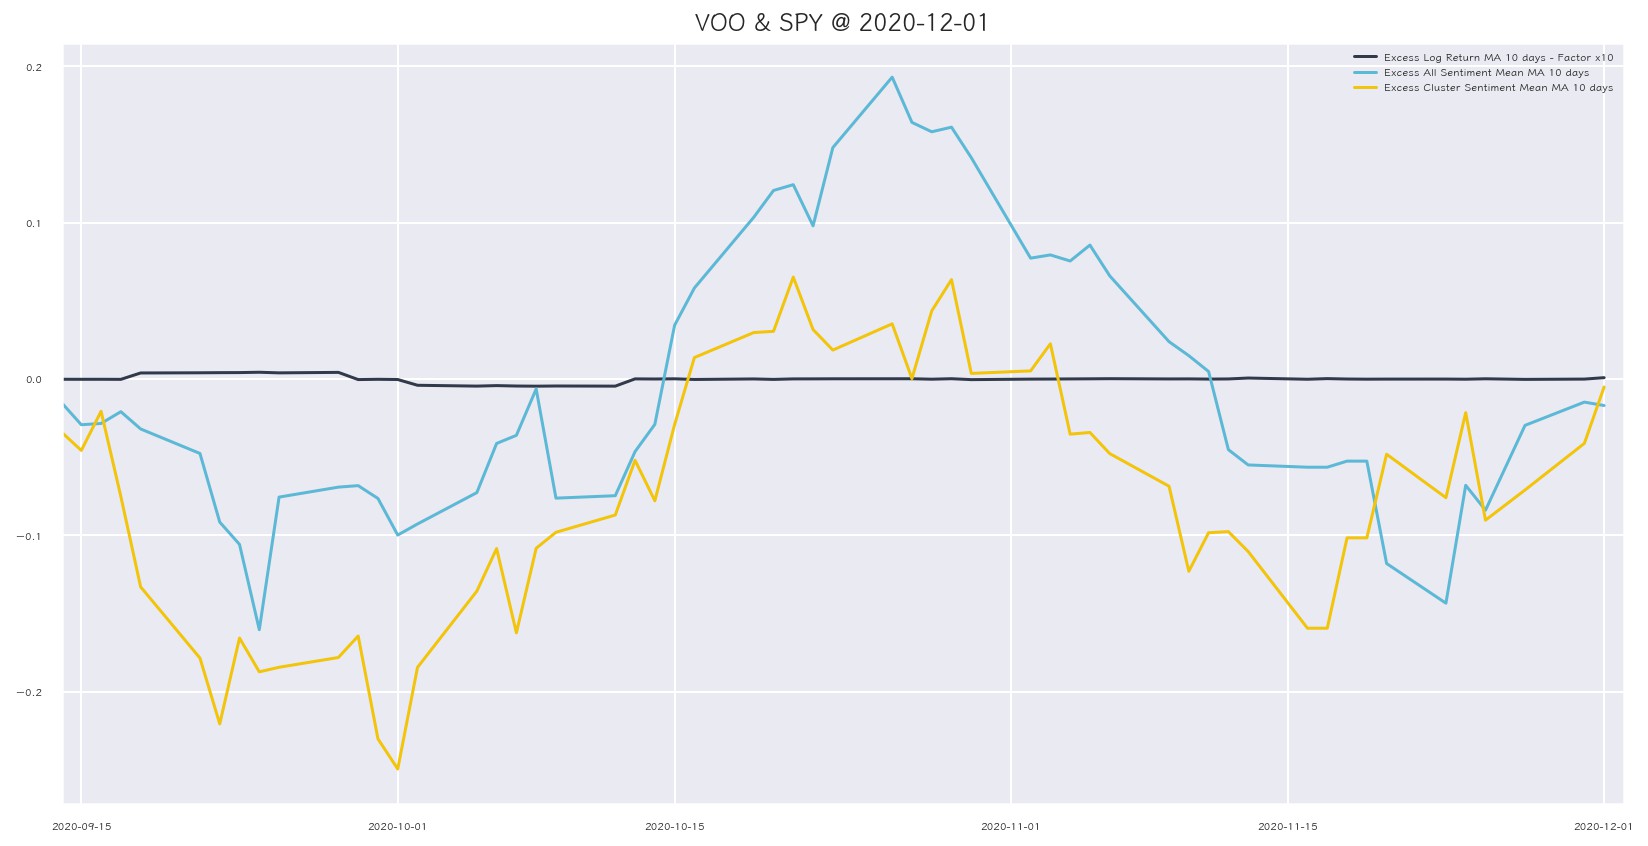 VOO & SPY @ 2020-12-01
Excess Log Return MA 10 days - Factor x10
Excess All Sentiment Mean MA 10 days
Excess Cluster Sentiment Mean MA 10 days
0.2
0.1
0.0
−0.1
−0.2
2020-09-15 2020-10-01 2020-10-15 2020-11-01 2020-11-15 2020-12-01